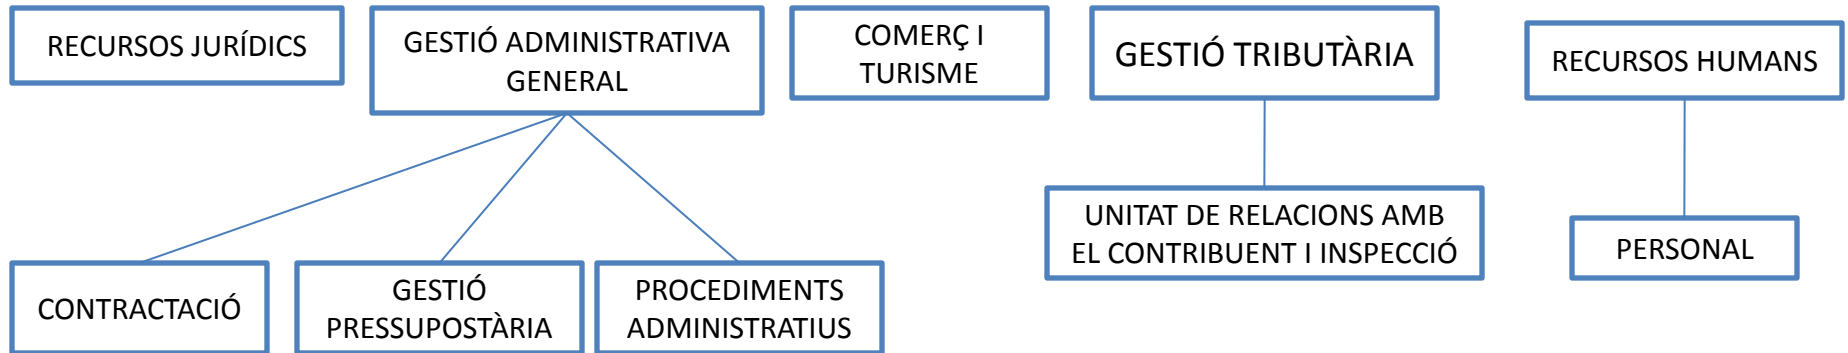 RECURSOS JURÍDICS
GESTIÓ ADMINISTRATIVA
GENERAL
COMERÇ I
TURISME
GESTIÓ TRIBUTÀRIA
RECURSOS HUMANS
CONTRACTACIÓ
GESTIÓ
PRESSUPOSTÀRIA
PROCEDIMENTS
ADMINISTRATIUS
UNITAT DE RELACIONS AMB
EL CONTRIBUENT I INSPECCIÓ
PERSONAL